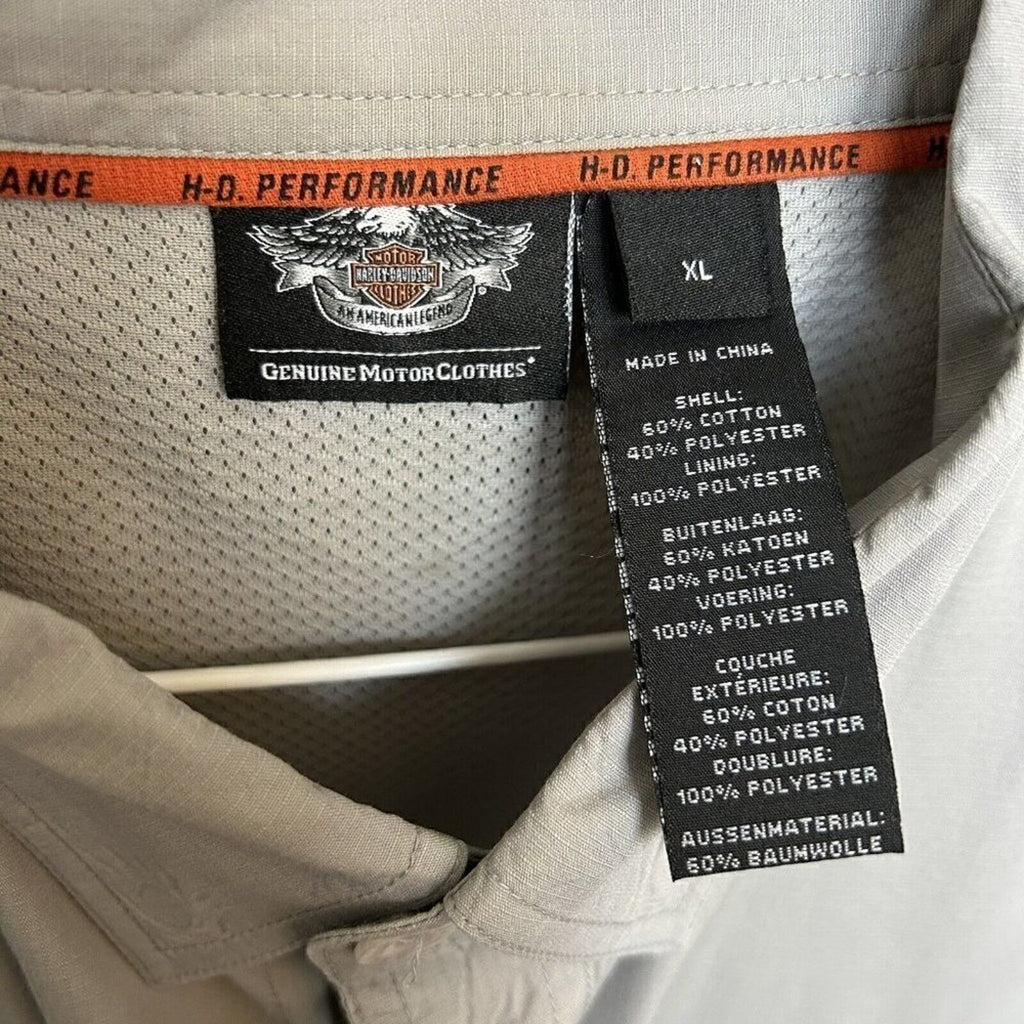 ANCE H-D. PERFORMANCE H-D. PERFORMANCE H
MOTOR
HARLEY-DAVIDSON
CLOTHES
AN AMERICAN LEGEND
GENUINE MOTORCLOTHES®
XL
MADE IN CHINA
SHELL:
60% COTTON
40% POLYESTER
LINING:
100% POLYESTER
BUITENLAAG:
60% KATOEN
40% POLYESTER
VOERING:
100% POLYESTER
COUCHE
EXTÉRIEURE:
60% COTON
40% POLYESTER
DOUBLURE:
100% POLYESTER
AUSSENMATERIAL:
60% BAUMWOLLE